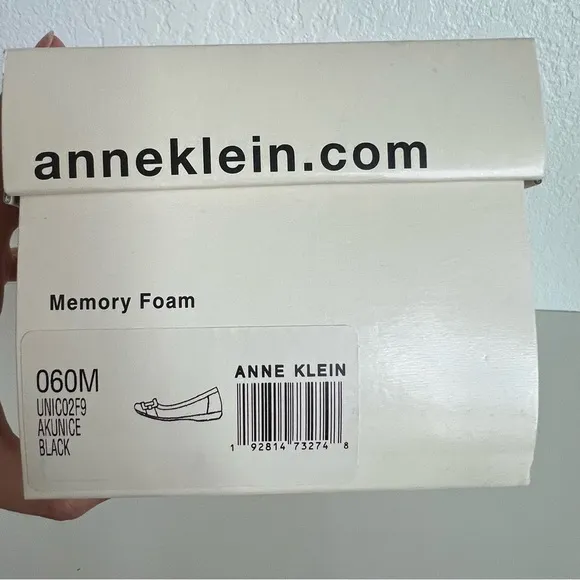 anneklein.com
Memory Foam
060M
UNIC02F9
AKUNICE
BLACK
ANNE KLEIN
1 92814 73274 8